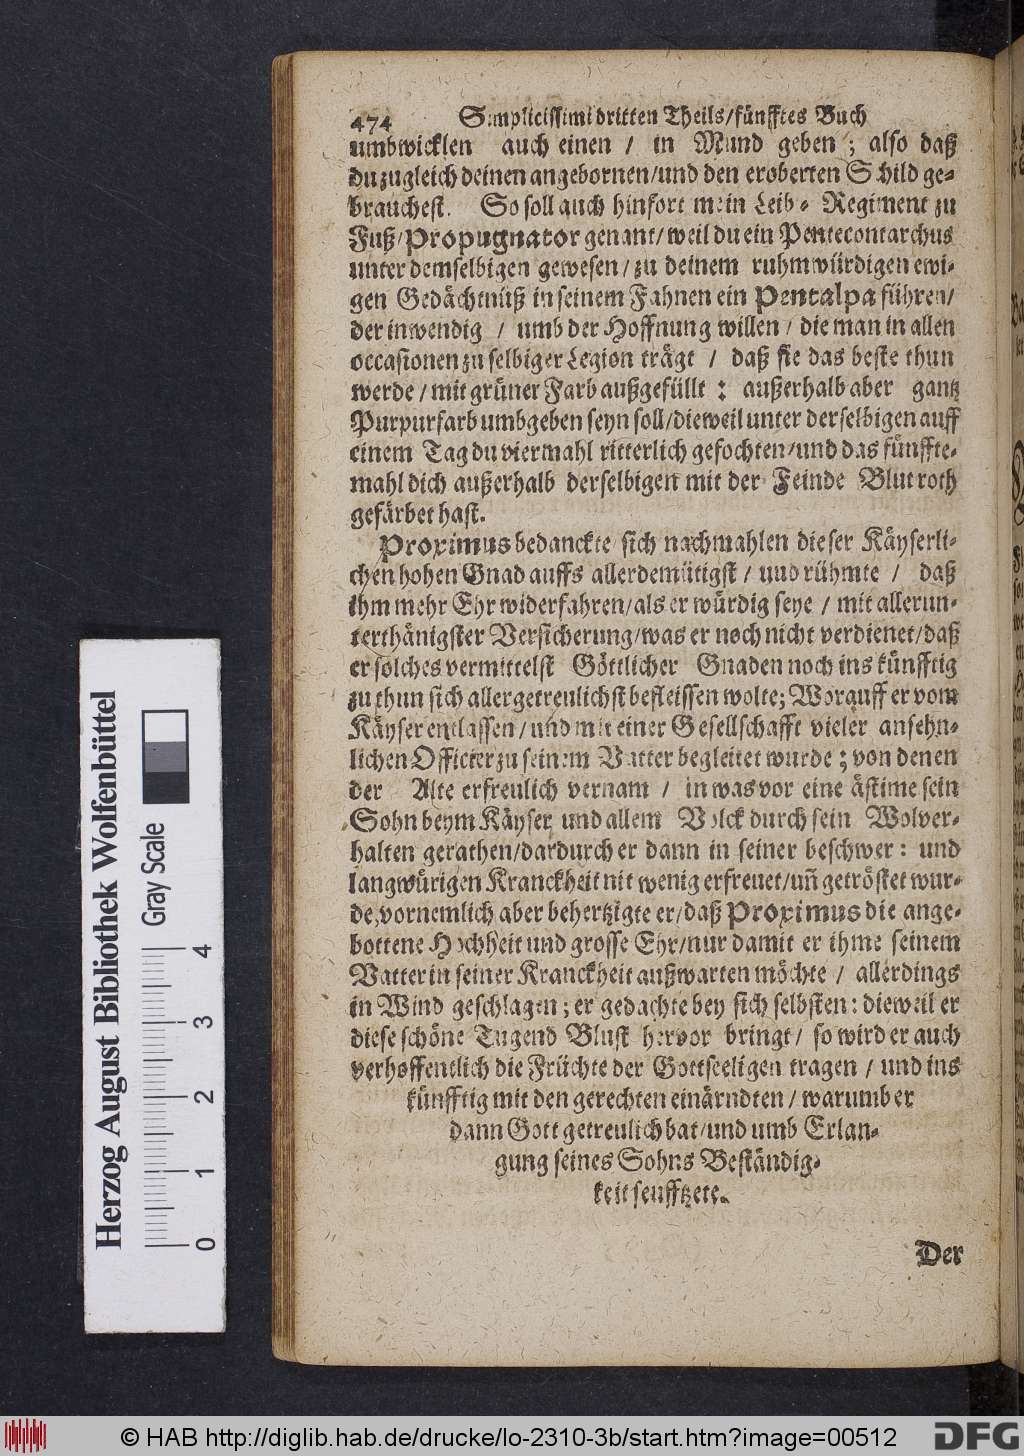 474 Simplicissimi dritten Theils/fünfftes Buch
umbwicklen auch einen / in Mund geben ; also daß
du zugleich deinen angebornen/und den eroberten Schild ge-
brauchest. So soll auch hinfort mein Leib- Regiment zu
Fuß/Propugnator genant/weil du ein Pentecontarchus
unter demselbigen gewesen/zu deinem ruhmwürdigen ewi-
gen Gedächtnüß in seinem Fahnen ein Pentalpa führen/
der inwendig / umb der Hoffnung willen / die man in allen
occasionen zu selbiger Legion trägt / daß sie das beste thun
werde / mit grüner Farb außgefüllt : außerhalb aber gantz
Purpurfarb umbgeben seyn soll/dieweil unter derselbigen auff
einem Tag du viermahl ritterlich gefochten/und das fünffte-
mahl dich außerhalb derselbigen mit der Feinde Blut roth
gefärbet hast.
Proximus bedanckte sich nachmahlen dieser Käyserli-
chen hohen Gnad auffs allerdemütigst / und rühmte / daß
ihm mehr Ehr widerfahren/als er würdig seye / mit allerun-
terthänigster Versicherung/was er noch nicht verdienet/daß
er solches vermittelst Göttlicher Gnaden noch ins künfftig
zu thun sich allergetreulichst befleissen wolte; Worauff er vom
Käyser entlassen/und mit einer Gesellschafft vieler ansehn-
lichen Officier zu seinem Vatter begleitet wurde ; von denen
der Alte erfreulich vernam / in was vor eine ästime sein
Sohn beym Käyser und allem Volck durch sein Wolver-
halten gerathen/dardurch er dann in seiner beschwer: und
langwürigen Kranckheit nit wenig erfreuet/uñ getröstet wur-
de, vornemlich aber behertzigte er/daß Proximus die ange-
bottene Hochheit und grosse Ehr/nur damit er ihme seinem
Vatter in seiner Kranckheit außwarten möchte / allerdings
in Wind geschlagen; er gedachte bey sich selbsten: dieweil er
diese schöne Tugend Blust hervor bringt / so wird er auch
verhoffentlich die Früchte der Gottseeligen tragen / und ins
künfftig mit den gerechten einärndten / warumb er
dann Gott getreulich bat/und umb Erlan-
gung seines Sohns Beständig-
keit seufftzete.
Der
Herzog August Bibliothek Wolfenbüttel
Gray Scale
0 1 2 3 4
© HAB http://diglib.hab.de/drucke/lo-2310-3b/start.htm?image=00512
DFG